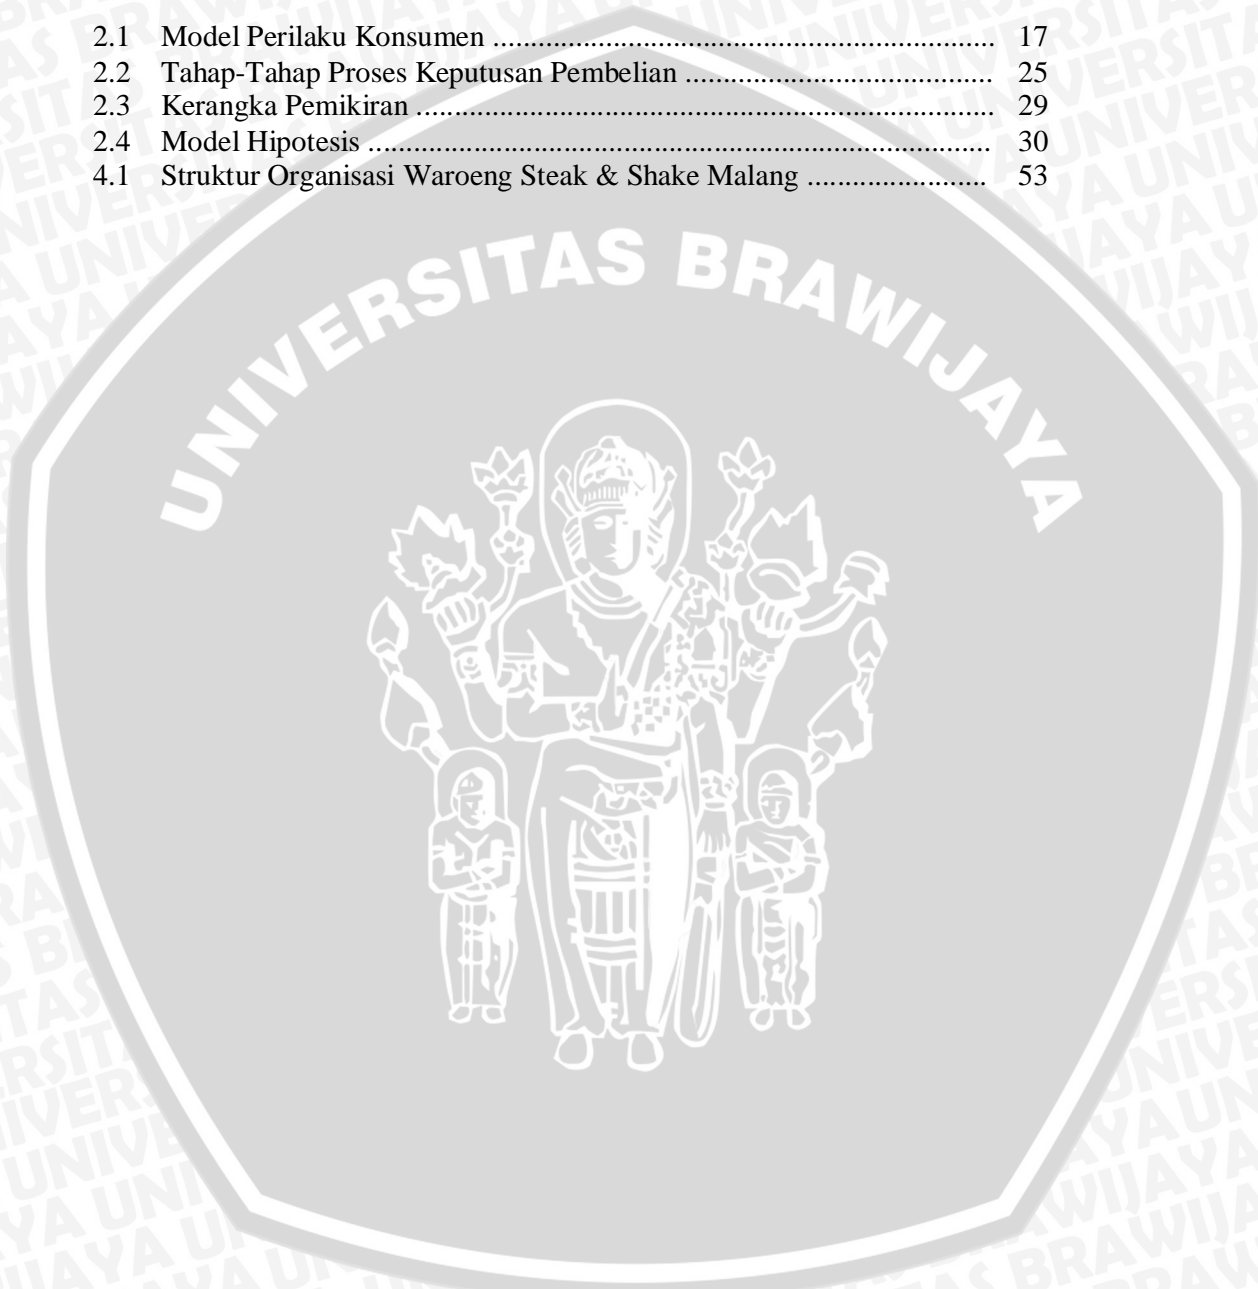 2.1 Model Perilaku Konsumen .................................................................. 17
2.2 Tahap-Tahap Proses Keputusan Pembelian ........................................ 25
2.3 Kerangka Pemikiran ............................................................................ 29
2.4 Model Hipotesis .................................................................................. 30
4.1 Struktur Organisasi Waroeng Steak & Shake Malang ....................... 53
UNIVERSITAS BRAWIJAYA